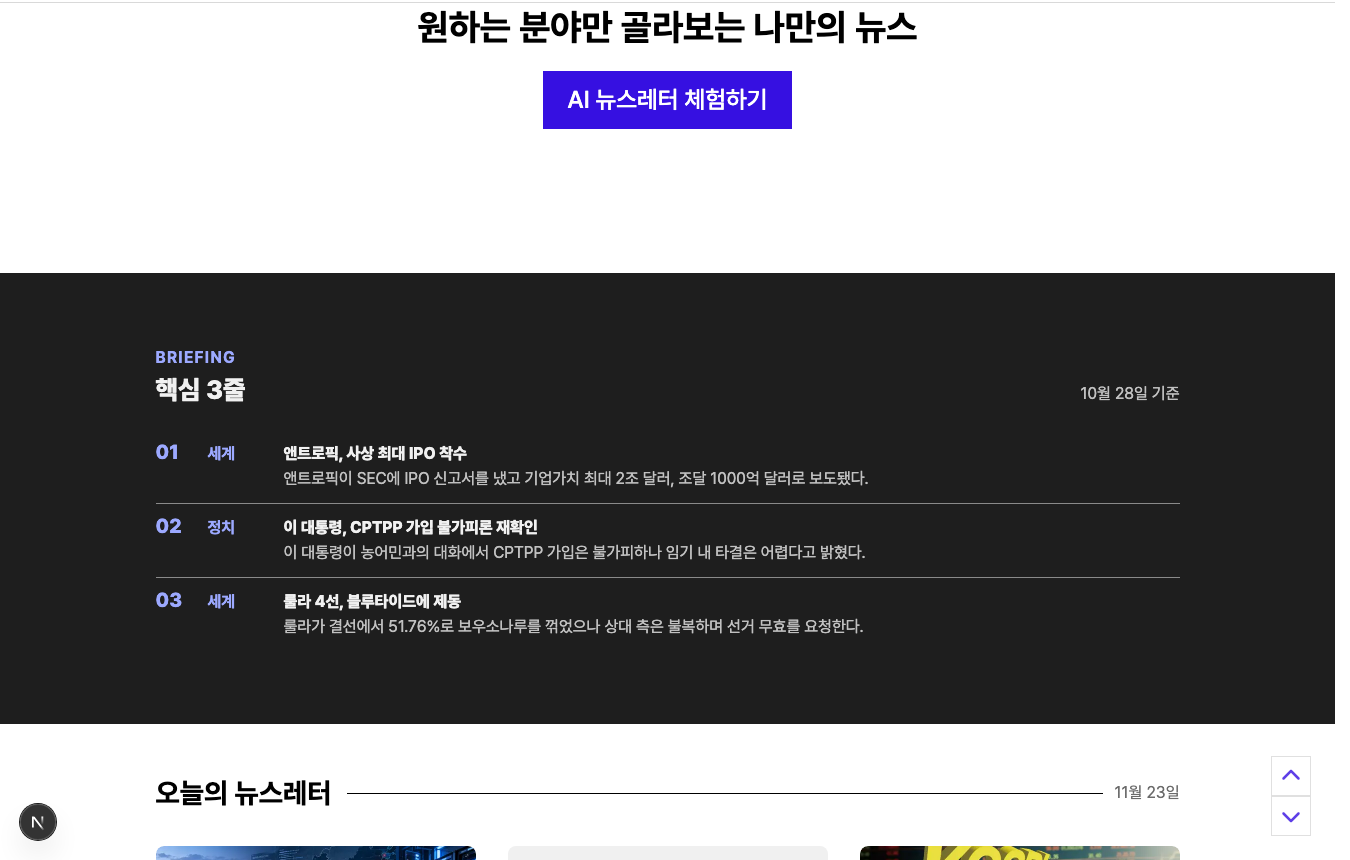 원하는 분야만 골라보는 나만의 뉴스
AI 뉴스레터 체험하기
BRIEFING
핵심 3줄
10월 28일 기준
01 세계 앤트로픽, 사상 최대 IPO 착수
앤트로픽이 SEC에 IPO 신고서를 냈고 기업가치 최대 2조 달러, 조달 1000억 달러로 보도됐다.
02 정치 이 대통령, CPTPP 가입 불가피론 재확인
이 대통령이 농어민과의 대화에서 CPTPP 가입은 불가피하나 임기 내 타결은 어렵다고 밝혔다.
03 세계 룰라 4선, 블루타이드에 제동
룰라가 결선에서 51.76%로 보우소나루를 꺾었으나 상대 측은 불복하며 선거 무효를 요청한다.
오늘의 뉴스레터
11월 23일
N